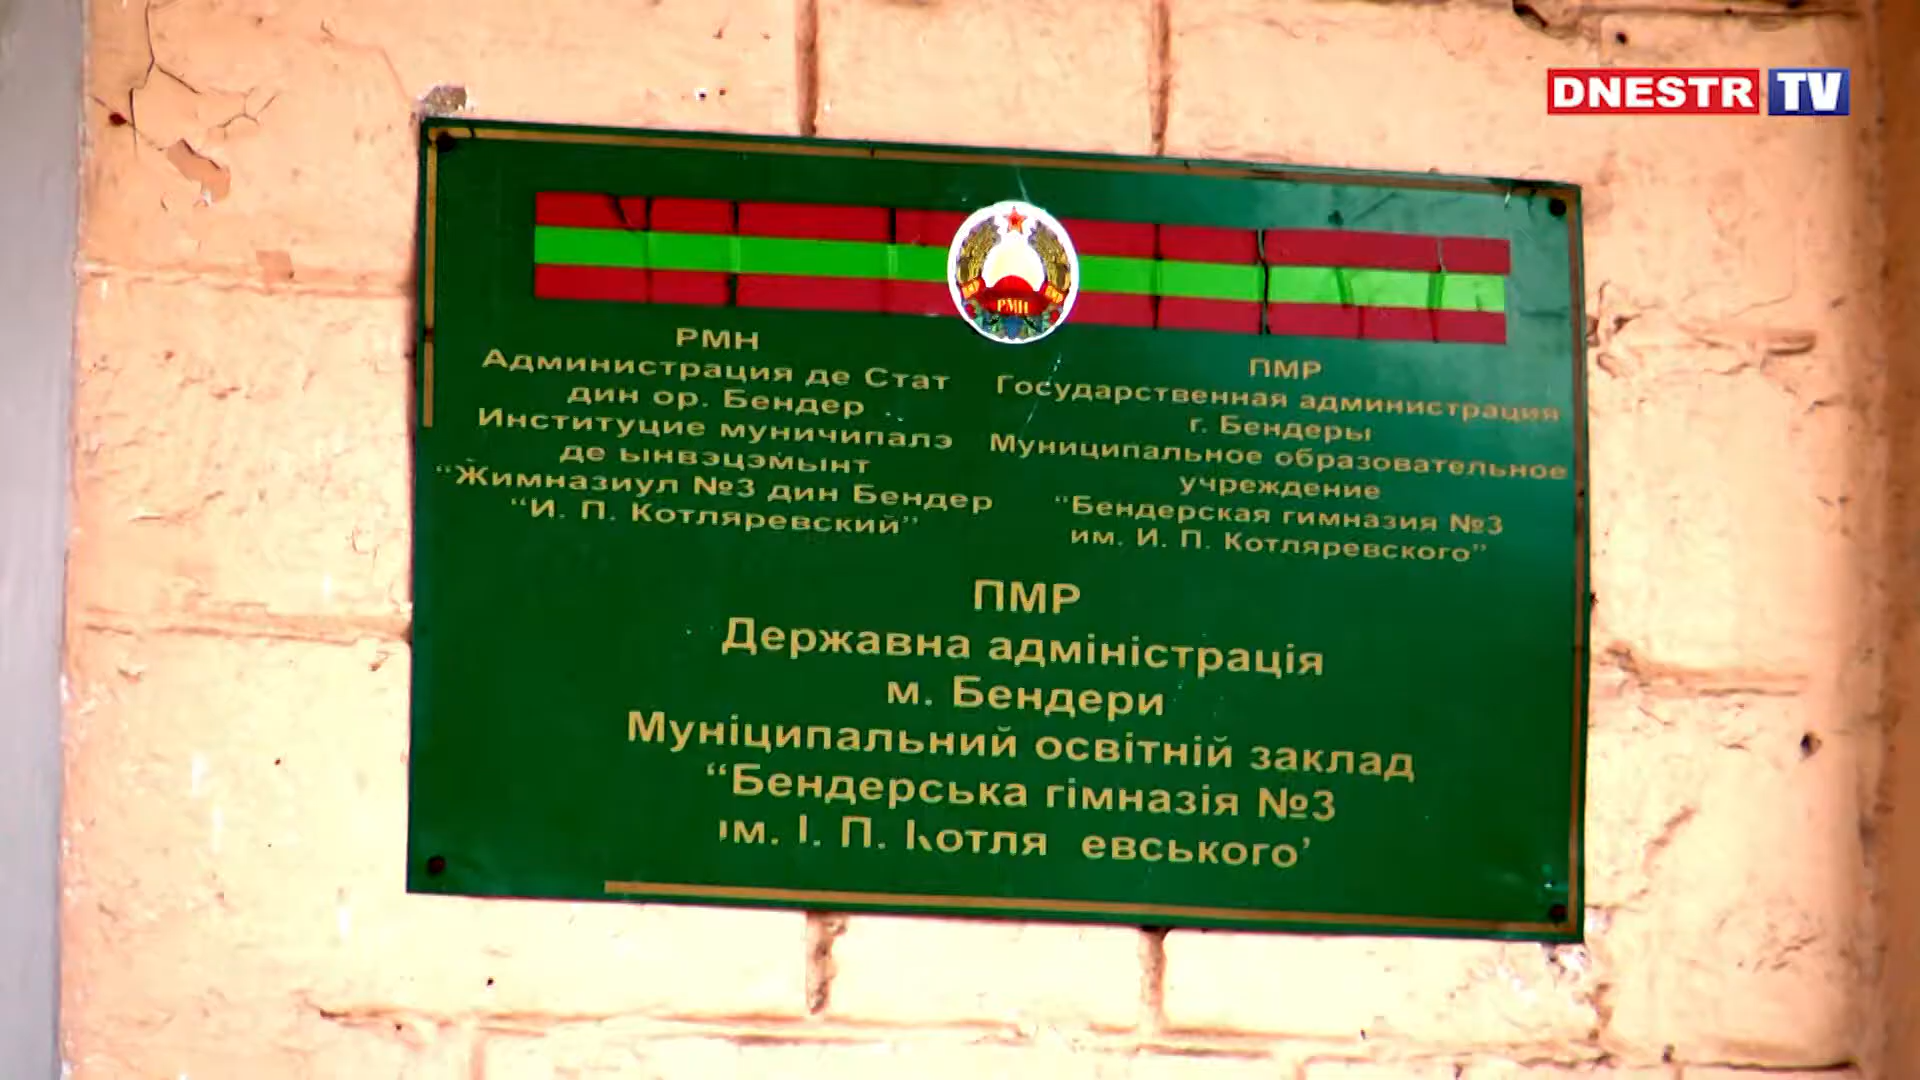 DNESTR TV
РМН
РМН
Администрация де Стат
дин ор. Бендер
Институцие муничипалэ
де ынвэцэмынт
“Жимназиул №3 дин Бендер
“И. П. Котляревский”
ПМР
Государственная администрация
г. Бендеры
Муниципальное образовательное
учреждение
“Бендерская гимназия №3
им. И. П. Котляревского”
ПМР
Державна адміністрація
м. Бендери
Муніципальний освітній заклад
“Бендерська гімназія №3
ім. І. П. Котля евського’